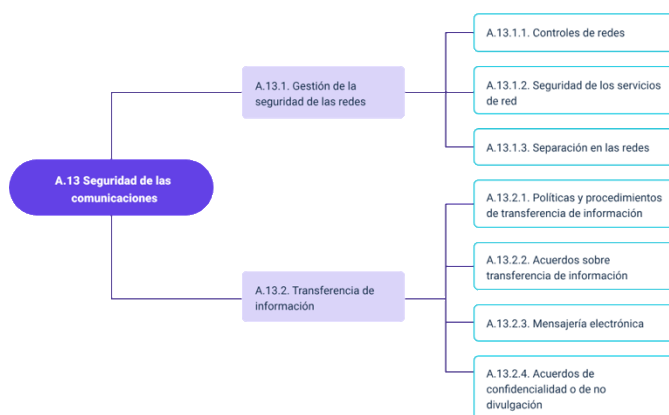 A.13 Seguridad de las
comunicaciones
A.13.1. Gestión de la
seguridad de las redes
A.13.1.1. Controles de redes
A.13.1.2. Seguridad de los servicios
de red
A.13.1.3. Separación en las redes
A.13.2. Transferencia de
información
A.13.2.1. Políticas y procedimientos
de transferencia de información
A.13.2.2. Acuerdos sobre
transferencia de información
A.13.2.3. Mensajería electrónica
A.13.2.4. Acuerdos de
confidencialidad o de no
divulgación